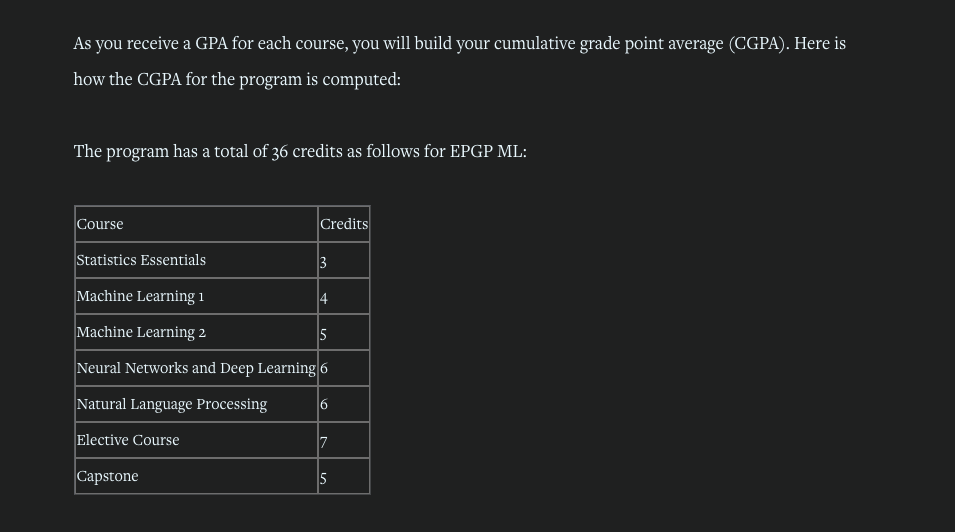 As you receive a GPA for each course, you will build your cumulative grade point average (CGPA). Here is
how the CGPA for the program is computed:
The program has a total of 36 credits as follows for EPGP ML:
Course Credits
Statistics Essentials 3
Machine Learning 1 4
Machine Learning 2 5
Neural Networks and Deep Learning 6
Natural Language Processing 6
Elective Course 7
Capstone 5